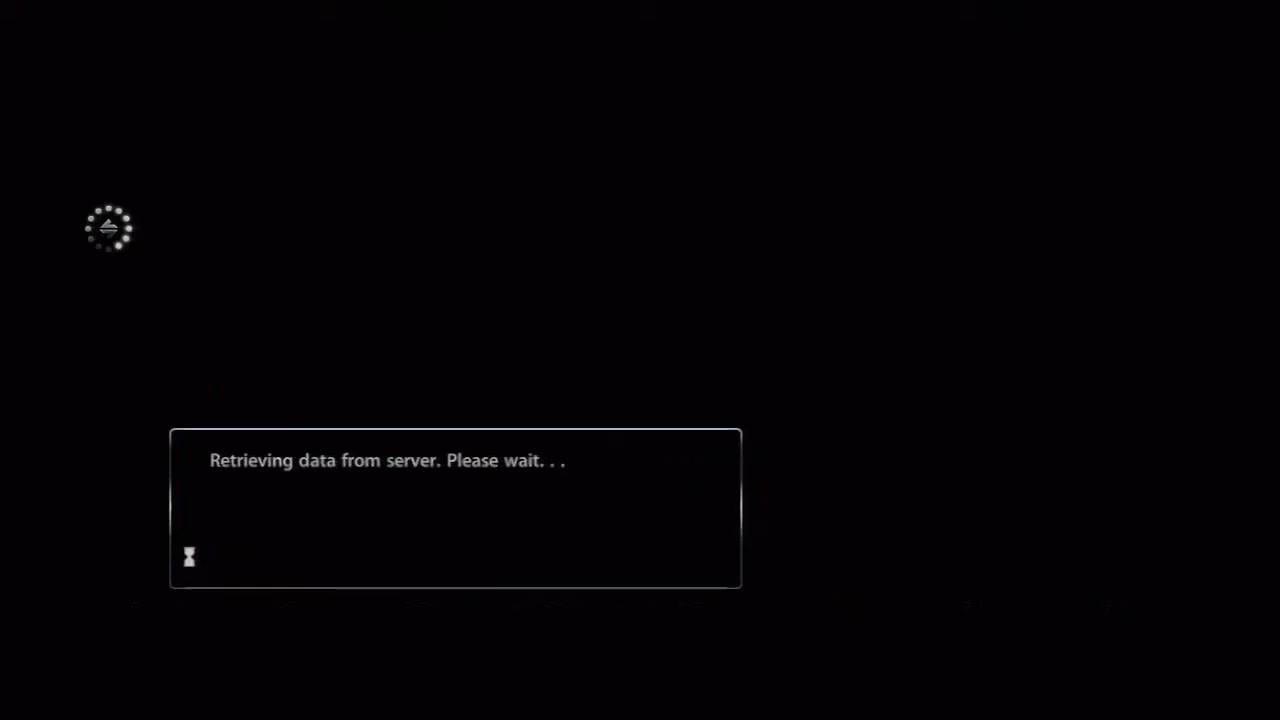 Retrieving data from server. Please wait. . .